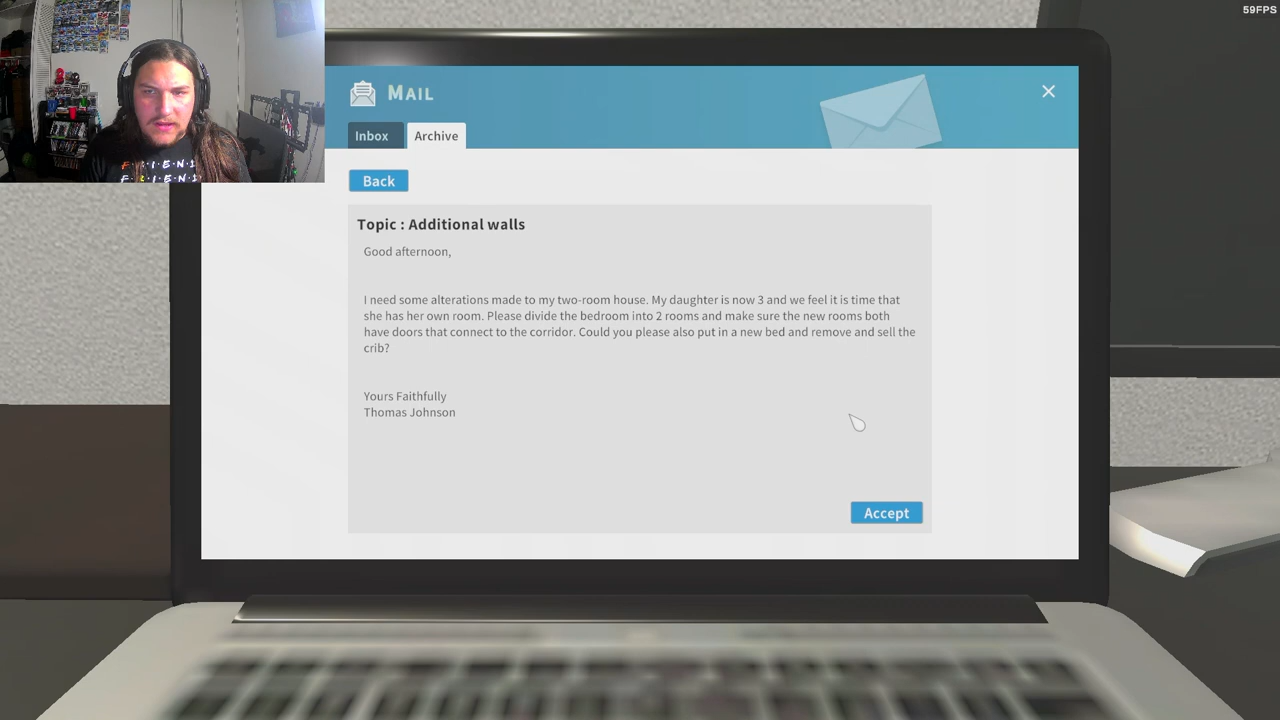 59FPS
MAIL
Inbox
Archive
Back
Topic : Additional walls
Good afternoon,
I need some alterations made to my two-room house. My daughter is now 3 and we feel it is time that
she has her own room. Please divide the bedroom into 2 rooms and make sure the new rooms both
have doors that connect to the corridor. Could you please also put in a new bed and remove and sell the
crib?
Yours Faithfully
Thomas Johnson
Accept
F·R·I·E·N·D·S